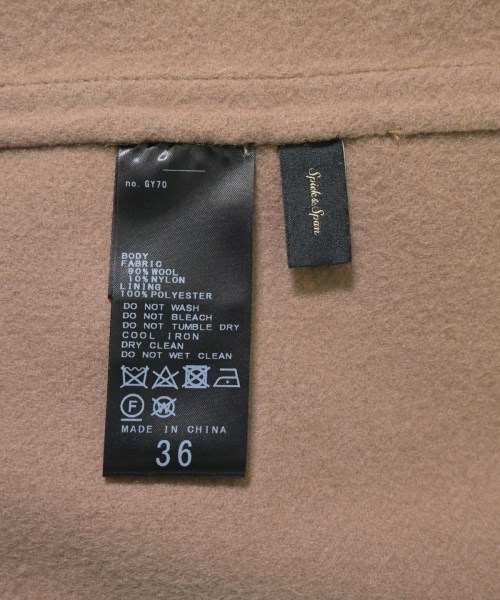 no. GY70
BODY
FABRIC
90% WOOL
10% NYLON
LINING
100% POLYESTER
DO NOT WASH
DO NOT BLEACH
DO NOT TUMBLE DRY
COOL IRON
DRY CLEAN
DO NOT WET CLEAN
F W
MADE IN CHINA
36
Spick & Span